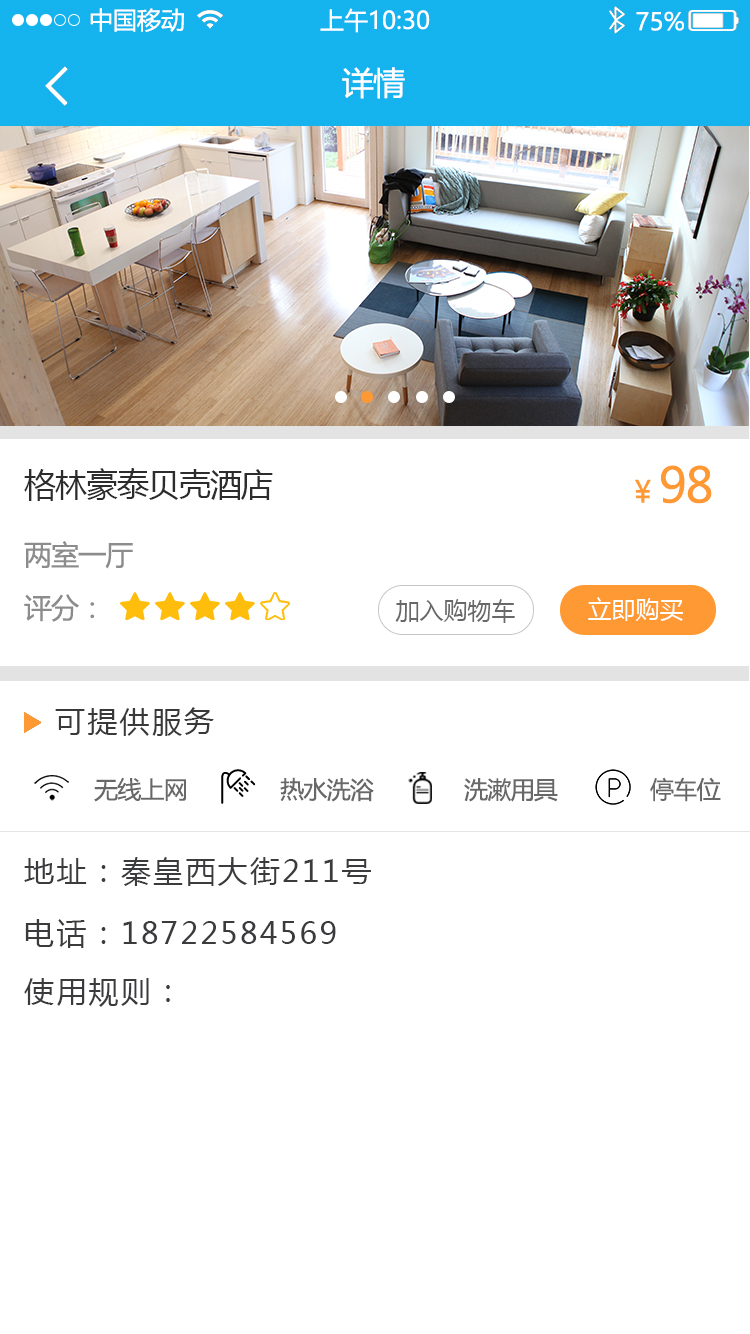 中国移动 上午10:30 75%
详情
格林豪泰贝壳酒店 ¥98
两室一厅
评分： 加入购物车 立即购买
可提供服务
无线上网 热水洗浴 洗漱用具 P 停车位
地址：秦皇西大街211号
电话：18722584569
使用规则：